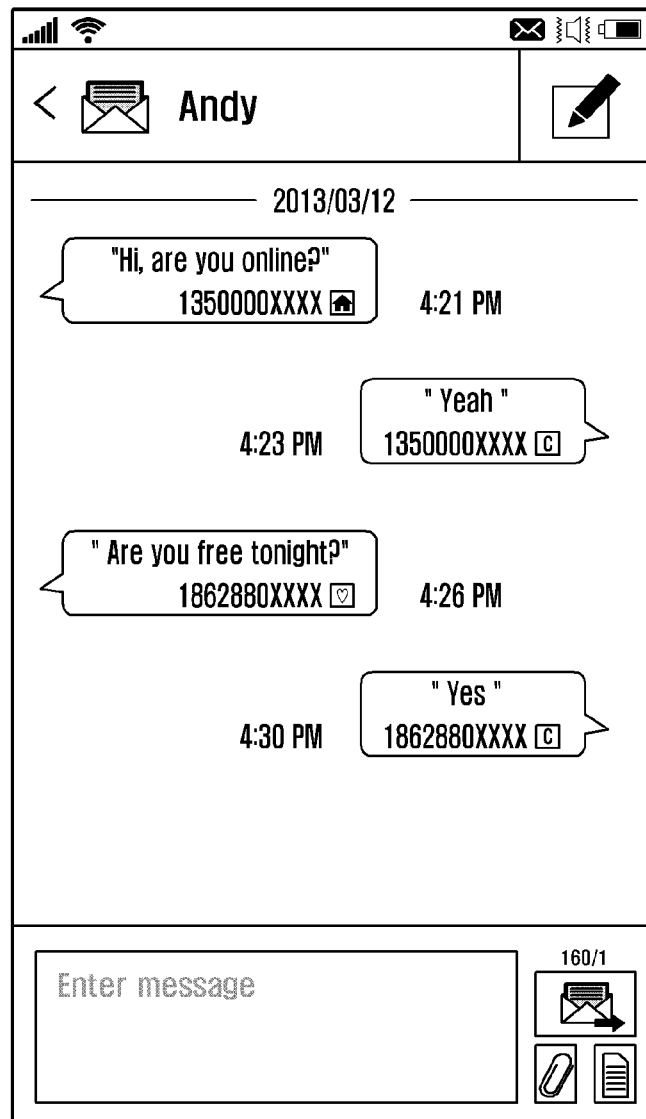 Andy
2013/03/12
"Hi, are you online?"
1350000XXXX
4:21 PM
" Yeah "
4:23 PM
1350000XXXX C
" Are you free tonight?"
1862880XXXX
4:26 PM
" Yes "
4:30 PM
1862880XXXX C
160/1
Enter message